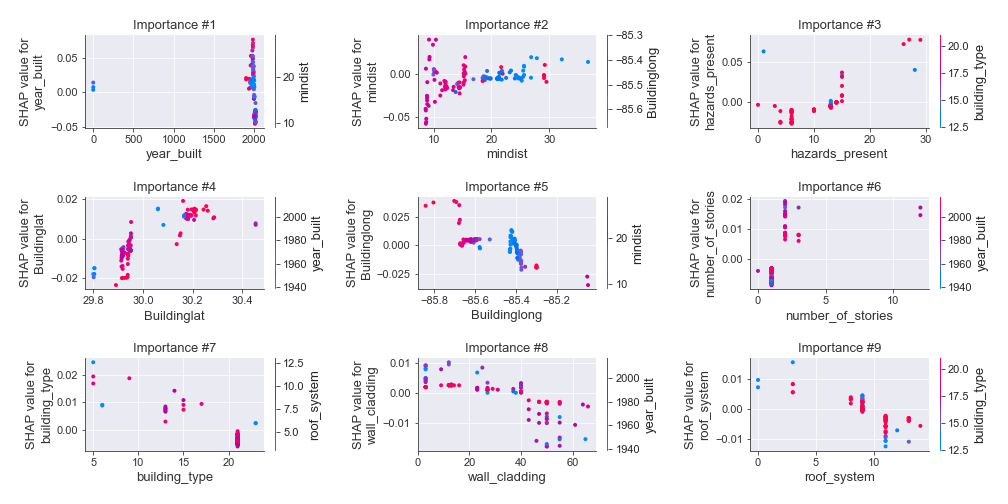 Importance #1
SHAP value for
year_built
0.05
0.00
−0.05
0
500
1000
1500
2000
year_built
20
10
mindist
Importance #2
SHAP value for
mindist
0.00
−0.05
10
20
30
mindist
−85.3
−85.4
−85.5
−85.6
Buildinglong
Importance #3
SHAP value for
hazards_present
0.05
0.00
0
10
20
30
hazards_present
20.0
17.5
15.0
12.5
building_type
Importance #4
SHAP value for
Buildinglat
0.02
0.00
−0.02
29.8
30.0
30.2
30.4
Buildinglat
2000
1980
1960
1940
year_built
Importance #5
SHAP value for
Buildinglong
0.025
0.000
−0.025
−85.8
−85.6
−85.4
−85.2
Buildinglong
20
10
mindist
Importance #6
SHAP value for
number_of_stories
0.02
0.01
0.00
0
5
10
number_of_stories
2000
1980
1960
1940
year_built
Importance #7
SHAP value for
building_type
0.02
0.01
0.00
5
10
15
20
building_type
12.5
10.0
7.5
5.0
roof_system
Importance #8
SHAP value for
wall_cladding
0.01
0.00
−0.01
0
20
40
60
wall_cladding
2000
1980
1960
1940
year_built
Importance #9
SHAP value for
roof_system
0.01
0.00
−0.01
0
5
10
roof_system
20.0
17.5
15.0
12.5
building_type